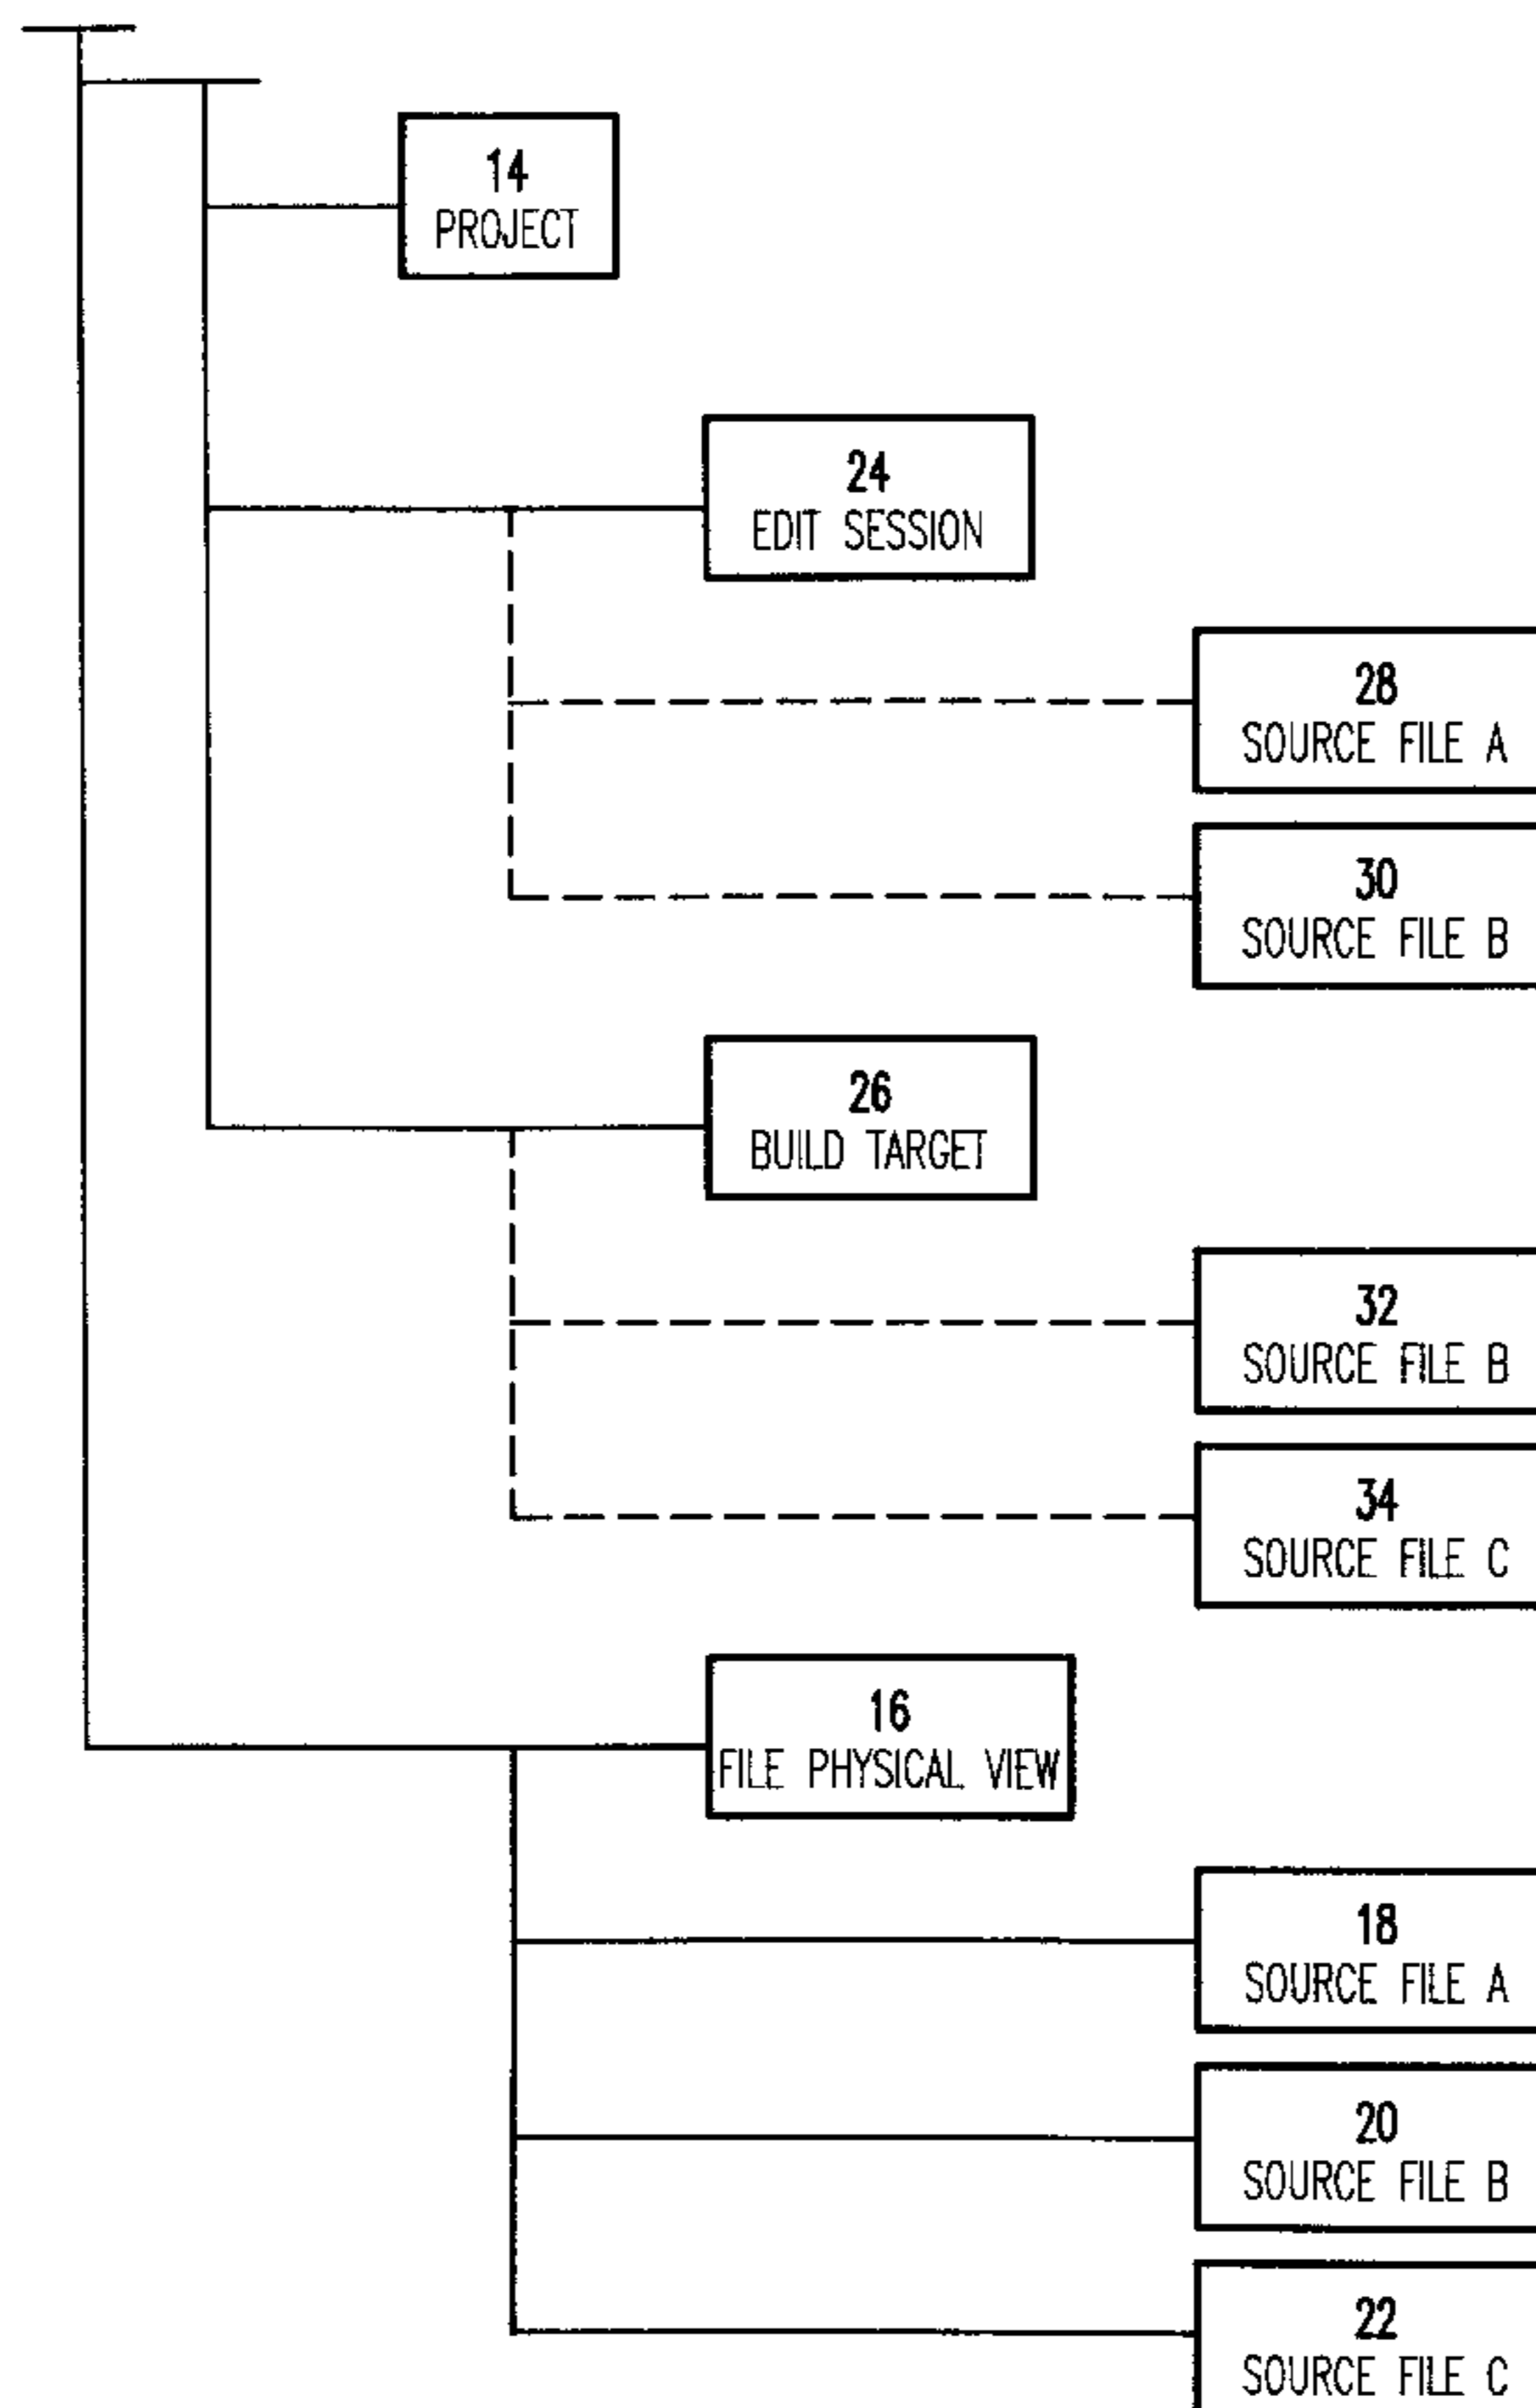 14
PROJECT
24
EDIT SESSION
28
SOURCE FILE A
30
SOURCE FILE B
26
BUILD TARGET
32
SOURCE FILE B
34
SOURCE FILE C
16
FILE PHYSICAL VIEW
18
SOURCE FILE A
20
SOURCE FILE B
22
SOURCE FILE C